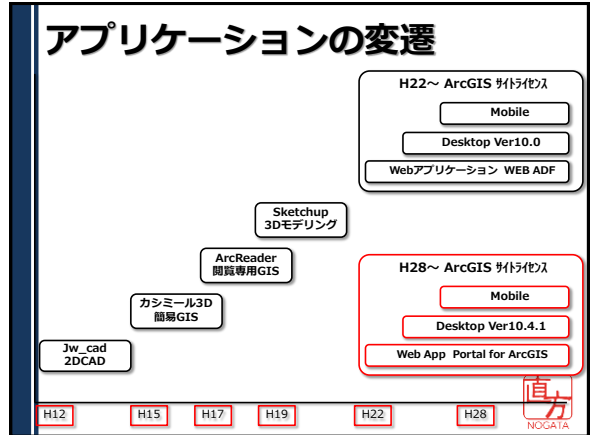 アプリケーションの変遷
H22～ ArcGIS ｻｲﾄﾗｲｾﾝｽ
Mobile
Desktop Ver10.0
Webアプリケーション WEB ADF
Sketchup
3Dモデリング
ArcReader
閲覧専用GIS
カシミール3D
簡易GIS
Jw_cad
2DCAD
H28～ ArcGIS ｻｲﾄﾗｲｾﾝｽ
Mobile
Desktop Ver10.4.1
Web App Portal for ArcGIS
H12
H15
H17
H19
H22
H28
直方
NOGATA